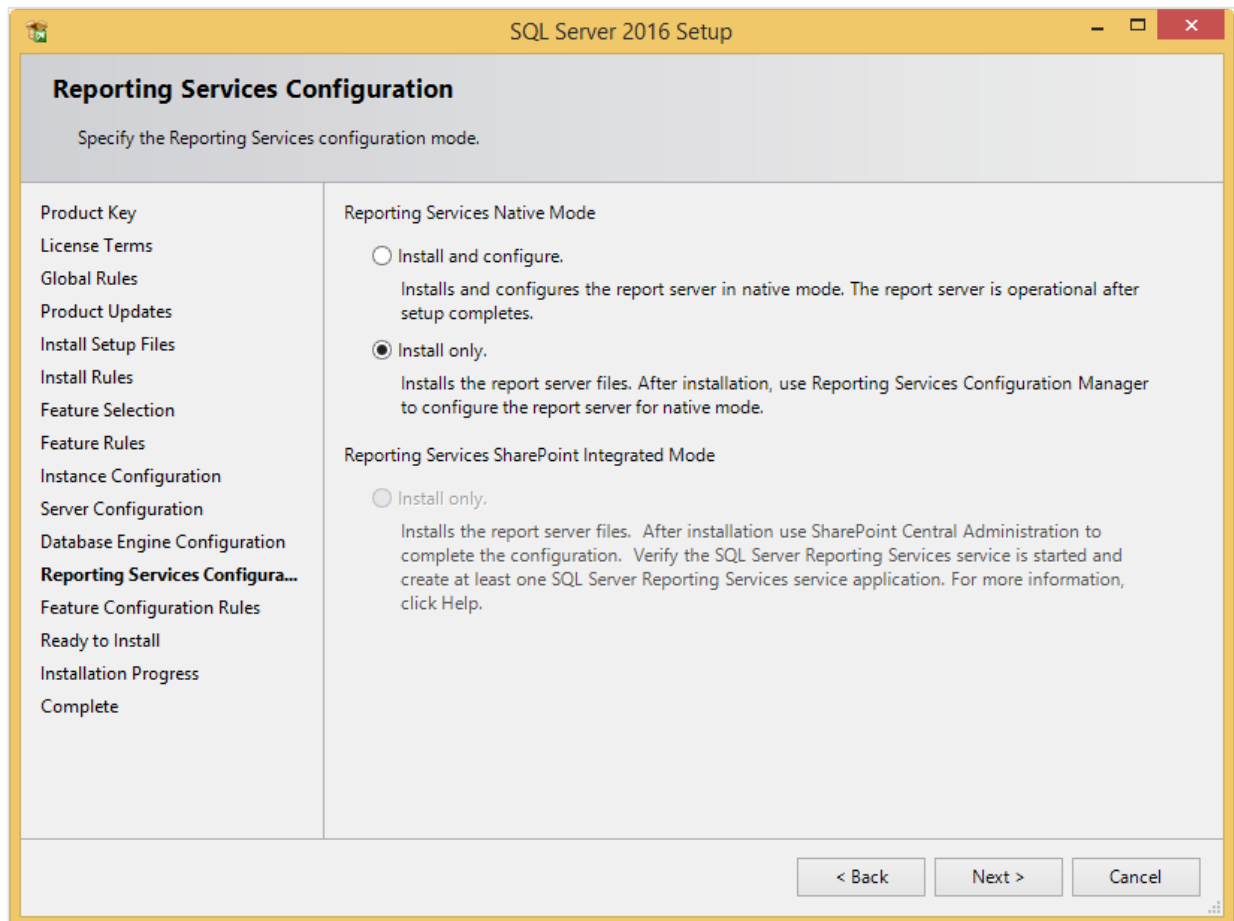 SQL Server 2016 Setup
Reporting Services Configuration
Specify the Reporting Services configuration mode.
Product Key
License Terms
Global Rules
Product Updates
Install Setup Files
Install Rules
Feature Selection
Feature Rules
Instance Configuration
Server Configuration
Database Engine Configuration
Reporting Services Configura...
Feature Configuration Rules
Ready to Install
Installation Progress
Complete
Reporting Services Native Mode
Install and configure.
Installs and configures the report server in native mode. The report server is operational after
setup completes.
Install only.
Installs the report server files. After installation, use Reporting Services Configuration Manager
to configure the report server for native mode.
Reporting Services SharePoint Integrated Mode
Install only.
Installs the report server files.  After installation use SharePoint Central Administration to
complete the configuration.  Verify the SQL Server Reporting Services service is started and
create at least one SQL Server Reporting Services service application. For more information,
click Help.
< Back
Next >
Cancel